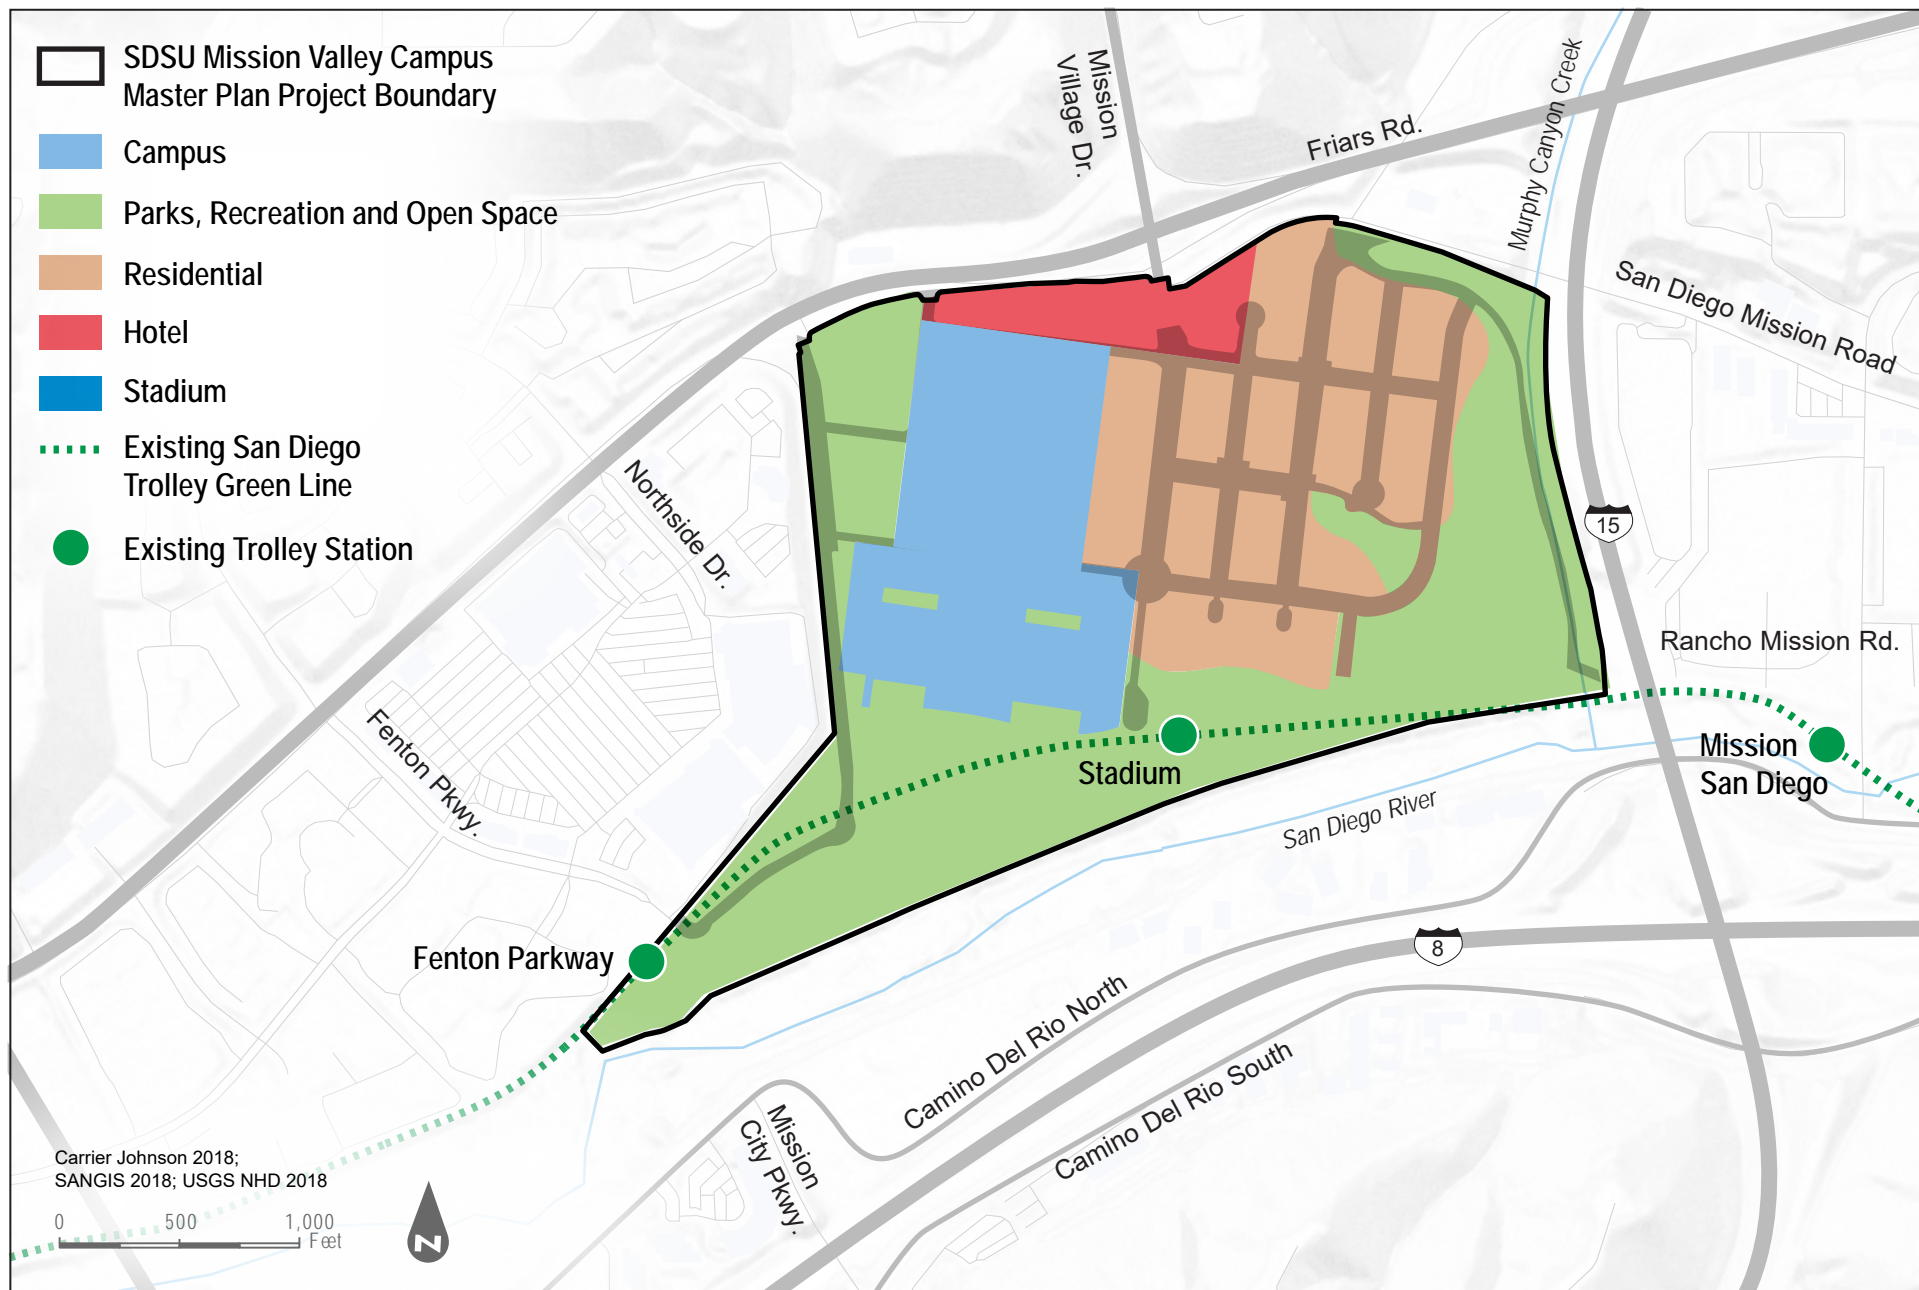 SDSU Mission Valley Campus
Master Plan Project Boundary
Campus
Parks, Recreation and Open Space
Residential
Hotel
Stadium
Existing San Diego
Trolley Green Line
Existing Trolley Station
Mission
Village Dr.
Friars Rd.
Murphy Canyon Creek
San Diego Mission Road
15
Northside Dr.
Rancho Mission Rd.
Fenton Pkwy.
Stadium
Mission
San Diego
San Diego River
Fenton Parkway
8
Camino Del Rio North
Camino Del Rio South
Mission
City Pkwy.
Carrier Johnson 2018;
SANGIS 2018; USGS NHD 2018
0 500 1,000
Feet
N